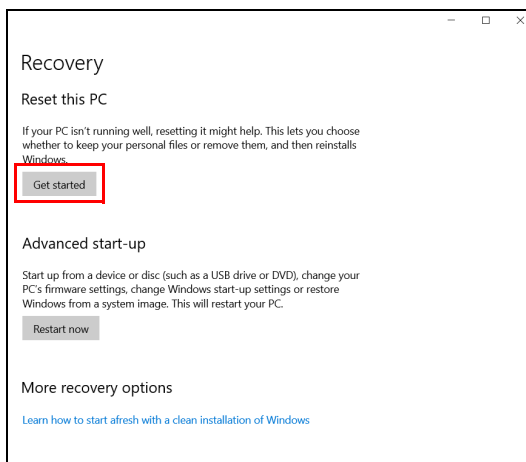 Recovery
Reset this PC
If your PC isn't running well, resetting it might help. This lets you choose
whether to keep your personal files or remove them, and then reinstalls
Windows.
Get started
Advanced start-up
Start up from a device or disc (such as a USB drive or DVD), change your
PC's firmware settings, change Windows start-up settings or restore
Windows from a system image. This will restart your PC.
Restart now
More recovery options
Learn how to start afresh with a clean installation of Windows